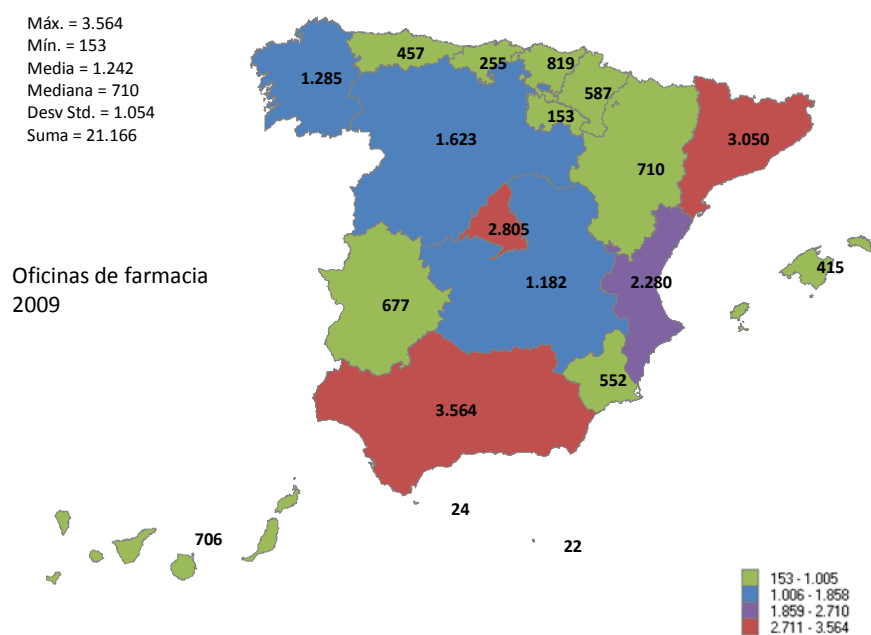 Máx. = 3.564
Mín. = 153
Media = 1.242
Mediana = 710
Desv Std. = 1.054
Suma = 21.166
457
255
819
1.285
587
153
1.623
3.050
710
2.805
Oficinas de farmacia
2009
415
1.182
2.280
677
552
3.564
24
706
22
153 - 1.005
1.006 - 1.858
1.859 - 2.710
2.711 - 3.564